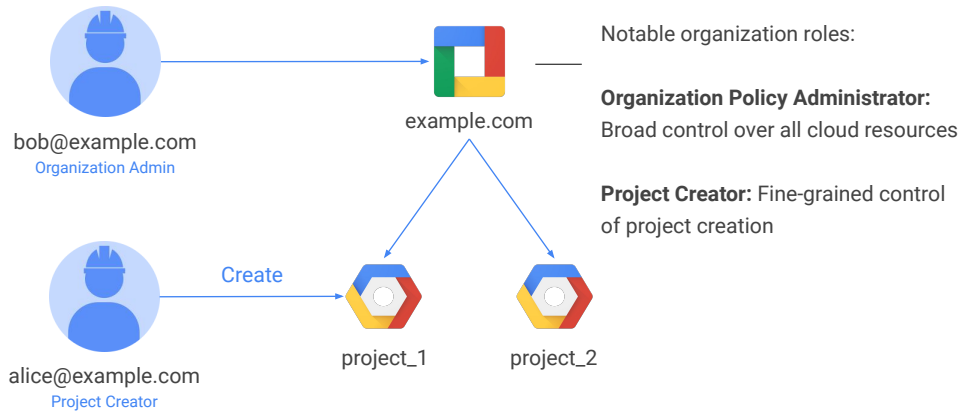 bob@example.com
Organization Admin
example.com
Notable organization roles:
Organization Policy Administrator:
Broad control over all cloud resources
Project Creator: Fine-grained control
of project creation
Create
alice@example.com
Project Creator
project_1
project_2